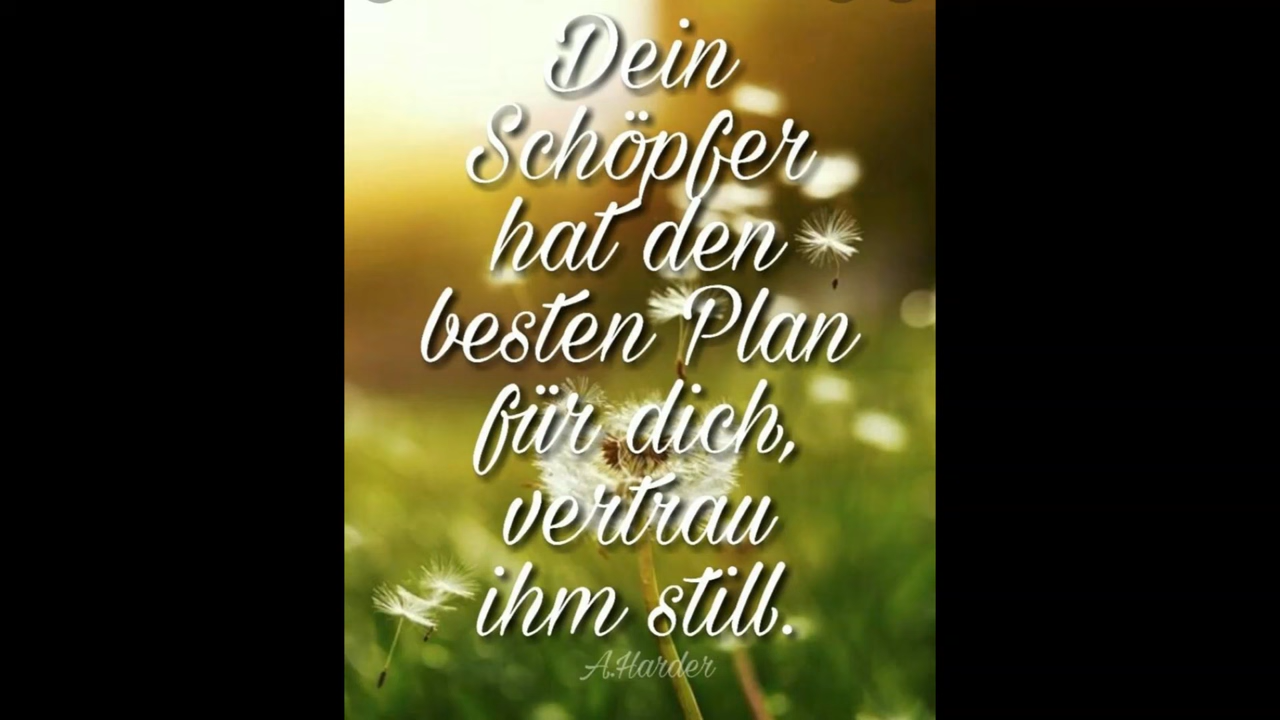 Dein
Schöpfer
hat den
besten Plan
für dich,
vertrau
ihm still.
A.Harder